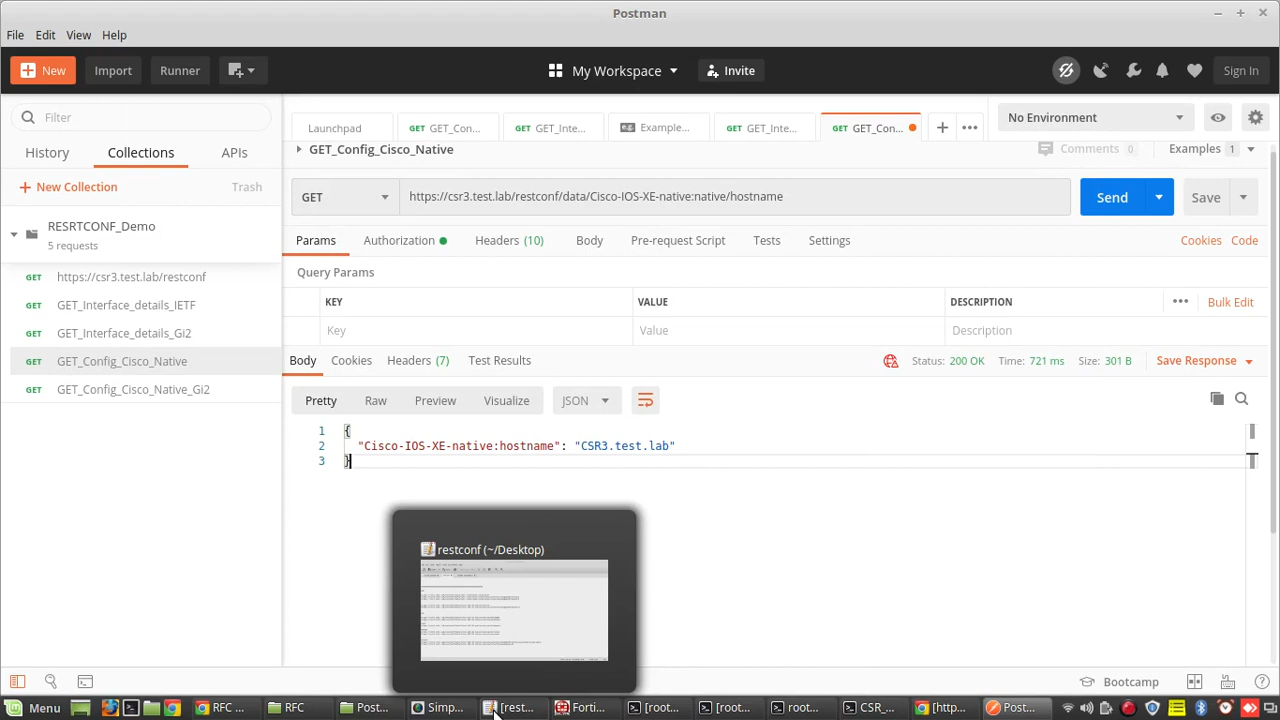 Postman
File Edit View Help
New Import Runner My Workspace Invite Sign In
Filter
Launchpad GET GET_Con... GET GET_Inte... Example... GET GET_Inte... GET GET_Con...
No Environment
History Collections APIs
GET_Config_Cisco_Native
Comments 0 Examples 1
New Collection Trash
GET https://csr3.test.lab/restconf/data/Cisco-IOS-XE-native:native/hostname Send Save
RESRTCONF_Demo
5 requests
Params Authorization Headers (10) Body Pre-request Script Tests Settings Cookies Code
GET https://csr3.test.lab/restconf
GET GET_Interface_details_IETF
GET GET_Interface_details_Gi2
GET GET_Config_Cisco_Native
GET GET_Config_Cisco_Native_Gi2
Query Params
KEY VALUE DESCRIPTION Bulk Edit
Key Value Description
Body Cookies Headers (7) Test Results Status: 200 OK Time: 721 ms Size: 301 B Save Response
Pretty Raw Preview Visualize JSON
1 {
2 "Cisco-IOS-XE-native:hostname": "CSR3.test.lab"
3 }
restconf (~/Desktop)
Bootcamp
Menu RFC ... RFC Post... Simp... [rest... Forti... [root... [root... root... CSR_... [http... Post...